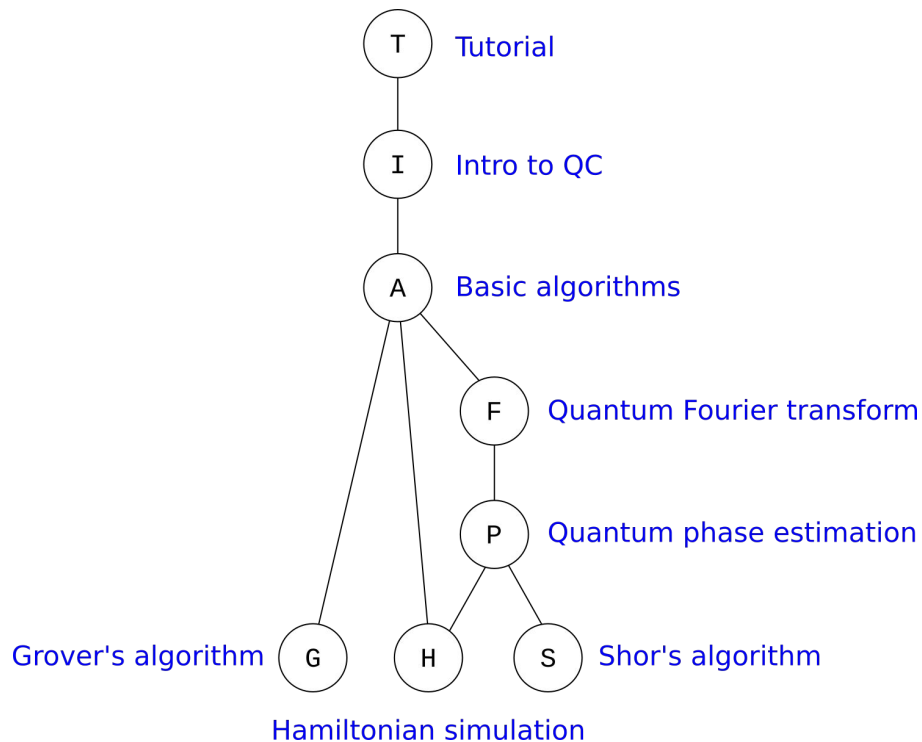 T Tutorial
I Intro to QC
A Basic algorithms
F Quantum Fourier transform
P Quantum phase estimation
Grover's algorithm G H S Shor's algorithm
Hamiltonian simulation